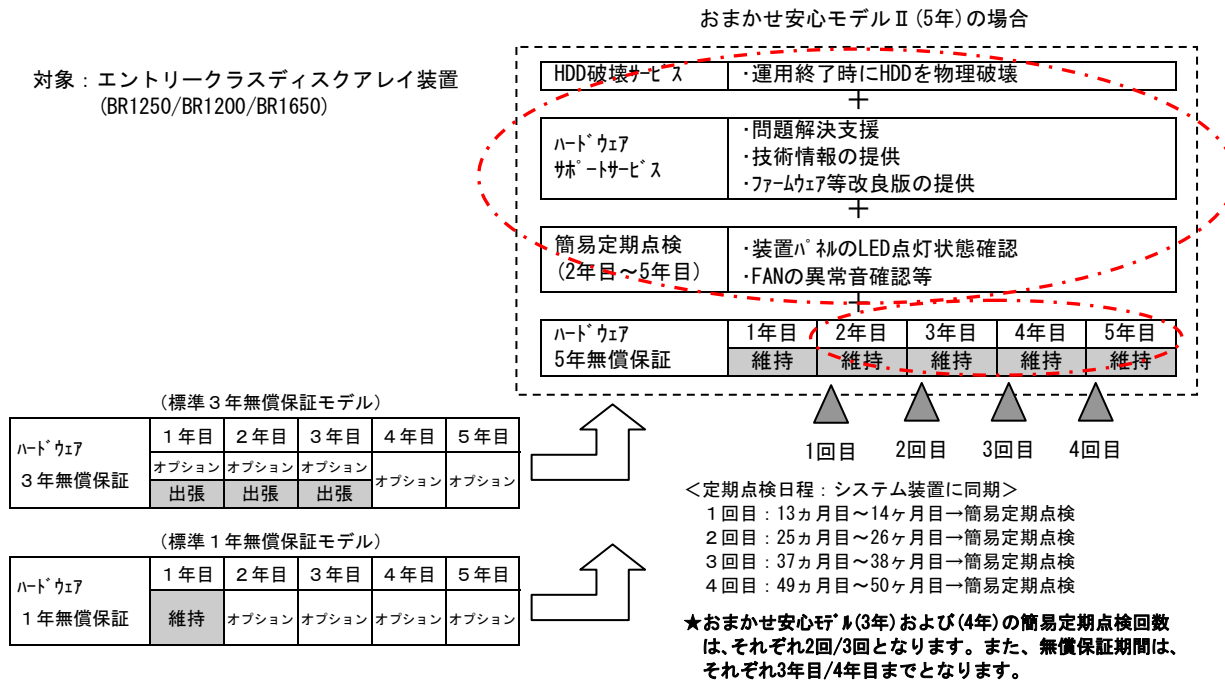 おまかせ安心モデルⅡ(5年)の場合
対象：エントリークラスディスクアレイ装置
(BR1250/BR1200/BR1650)
HDD破壊ｻｰﾋﾞｽ ・運用終了時にHDDを物理破壊
＋
ﾊｰﾄﾞｳｪｱ
ｻﾎﾟｰﾄｻｰﾋﾞｽ
・問題解決支援
・技術情報の提供
・ﾌｧｰﾑｳｪｱ等改良版の提供
＋
簡易定期点検
(2年目～5年目)
・装置ﾊﾟﾈﾙのLED点灯状態確認
・FANの異常音確認等
＋
ﾊｰﾄﾞｳｪｱ
5年無償保証
1年目 2年目 3年目 4年目 5年目
維持 維持 維持 維持 維持
1回目 2回目 3回目 4回目
(標準３年無償保証モデル)
ﾊｰﾄﾞｳｪｱ
３年無償保証
１年目 ２年目 ３年目 ４年目 ５年目
オプション オプション オプション オプション オプション
出張 出張 出張
(標準１年無償保証モデル)
ﾊｰﾄﾞｳｪｱ
１年無償保証
１年目 ２年目 ３年目 ４年目 ５年目
維持 オプション オプション オプション オプション
＜定期点検日程：システム装置に同期＞
１回目：13ヵ月目～14ヶ月目→簡易定期点検
２回目：25ヵ月目～26ヶ月目→簡易定期点検
３回目：37ヵ月目～38ヶ月目→簡易定期点検
４回目：49ヵ月目～50ヶ月目→簡易定期点検
★おまかせ安心ﾓﾃﾞﾙ(3年)および(4年)の簡易定期点検回数
は、それぞれ2回/3回となります。また、無償保証期間は、
それぞれ3年目/4年目までとなります。